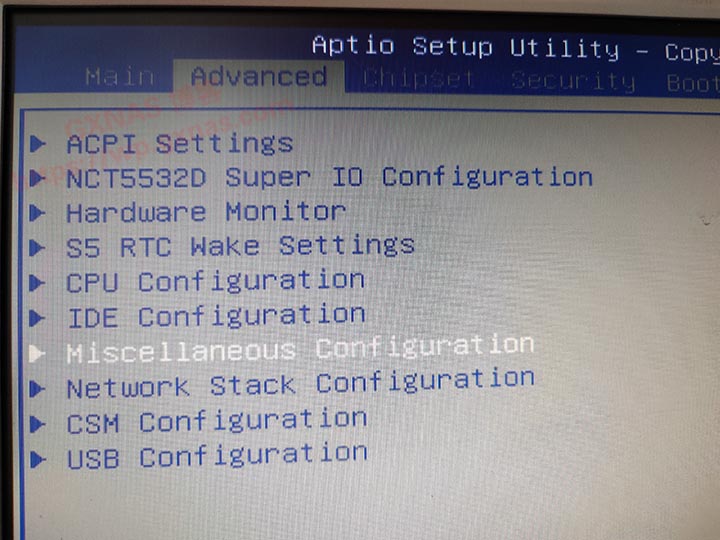 Aptio Setup Utility – Copy
Main Advanced Chipset Security Boot
ACPI Settings
NCT5532D Super IO Configuration
Hardware Monitor
S5 RTC Wake Settings
CPU Configuration
IDE Configuration
Miscellaneous Configuration
Network Stack Configuration
CSM Configuration
USB Configuration